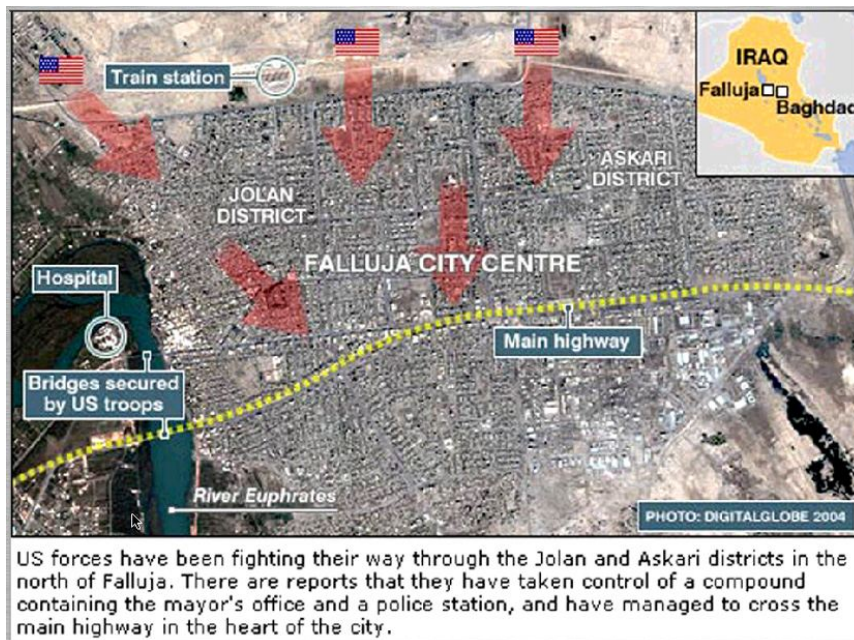 Train station
IRAQ
Falluja
Baghdad
ASKARI
DISTRICT
JOLAN
DISTRICT
FALLUJA CITY CENTRE
Hospital
Main highway
Bridges secured
by US troops
River Euphrates
PHOTO: DIGITALGLOBE 2004
US forces have been fighting their way through the Jolan and Askari districts in the
north of Falluja. There are reports that they have taken control of a compound
containing the mayor's office and a police station, and have managed to cross the
main highway in the heart of the city.